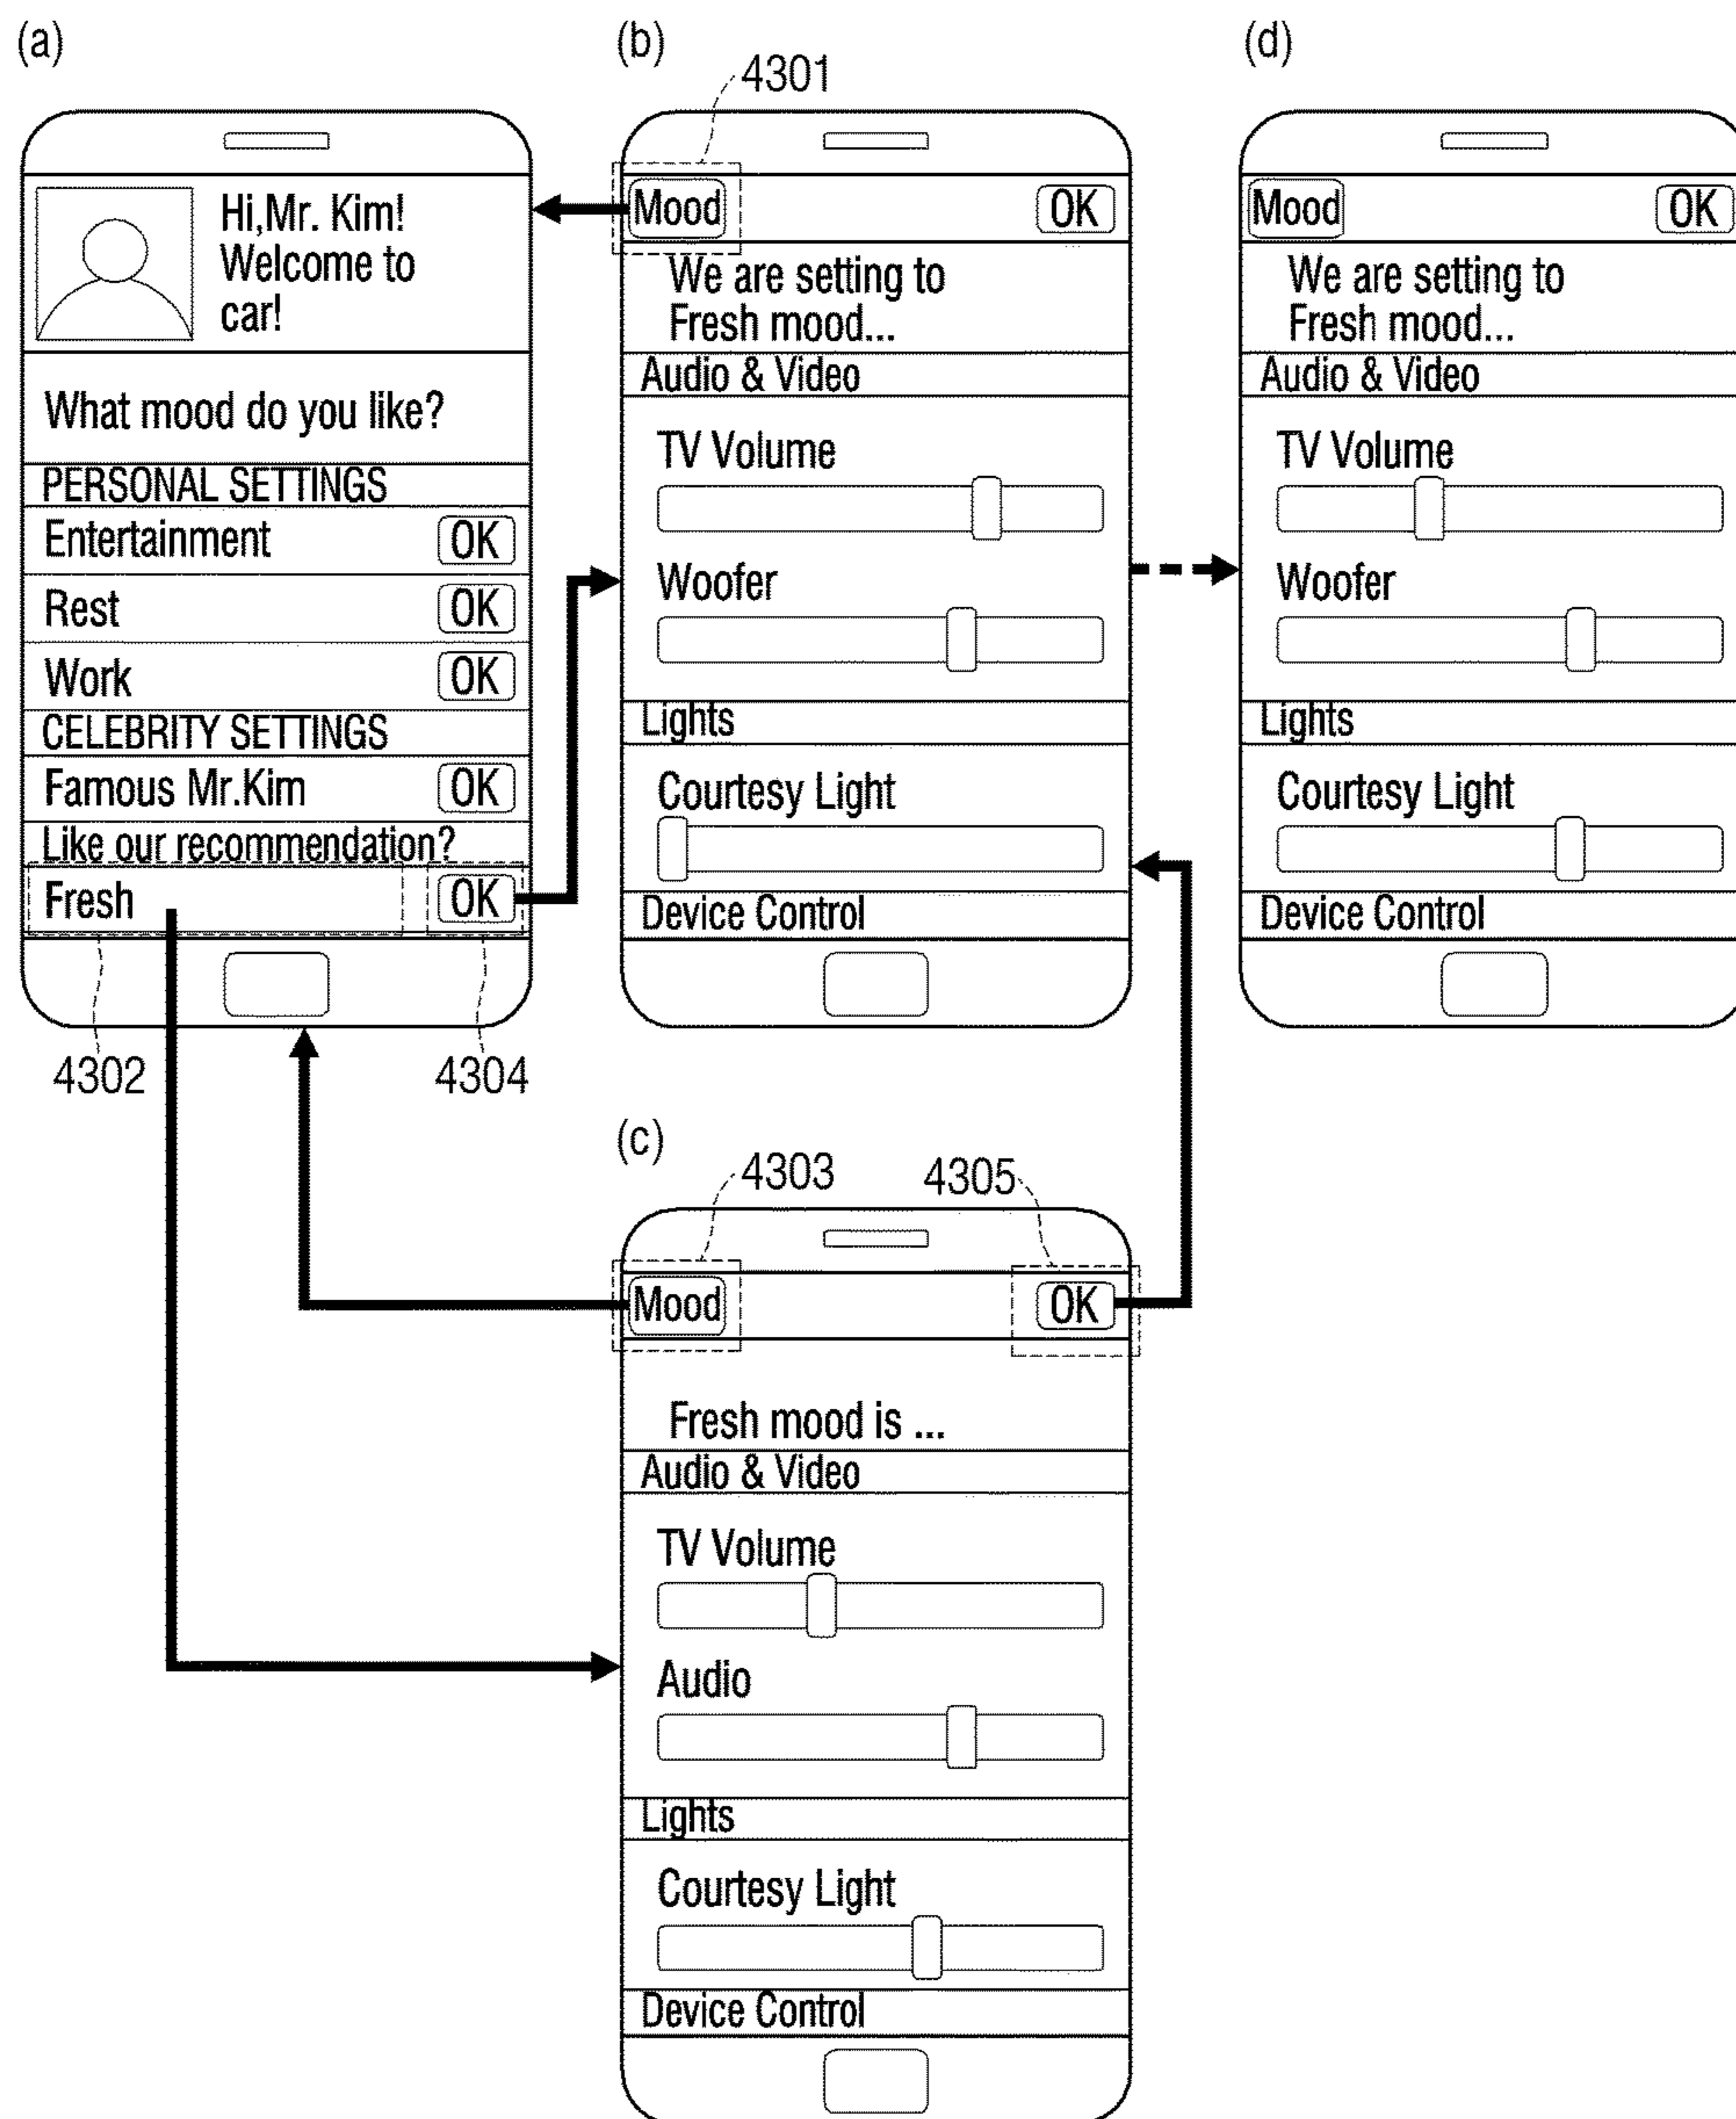 (a)
Hi,Mr. Kim!
Welcome to
car!
What mood do you like?
PERSONAL SETTINGS
Entertainment OK
Rest OK
Work OK
CELEBRITY SETTINGS
Famous Mr.Kim OK
Like our recommendation?
Fresh OK
4302 4304
(b)
4301
Mood OK
We are setting to
Fresh mood...
Audio & Video
TV Volume
Woofer
Lights
Courtesy Light
Device Control
(d)
Mood OK
We are setting to
Fresh mood...
Audio & Video
TV Volume
Woofer
Lights
Courtesy Light
Device Control
(c)
4303 4305
Mood OK
Fresh mood is ...
Audio & Video
TV Volume
Audio
Lights
Courtesy Light
Device Control